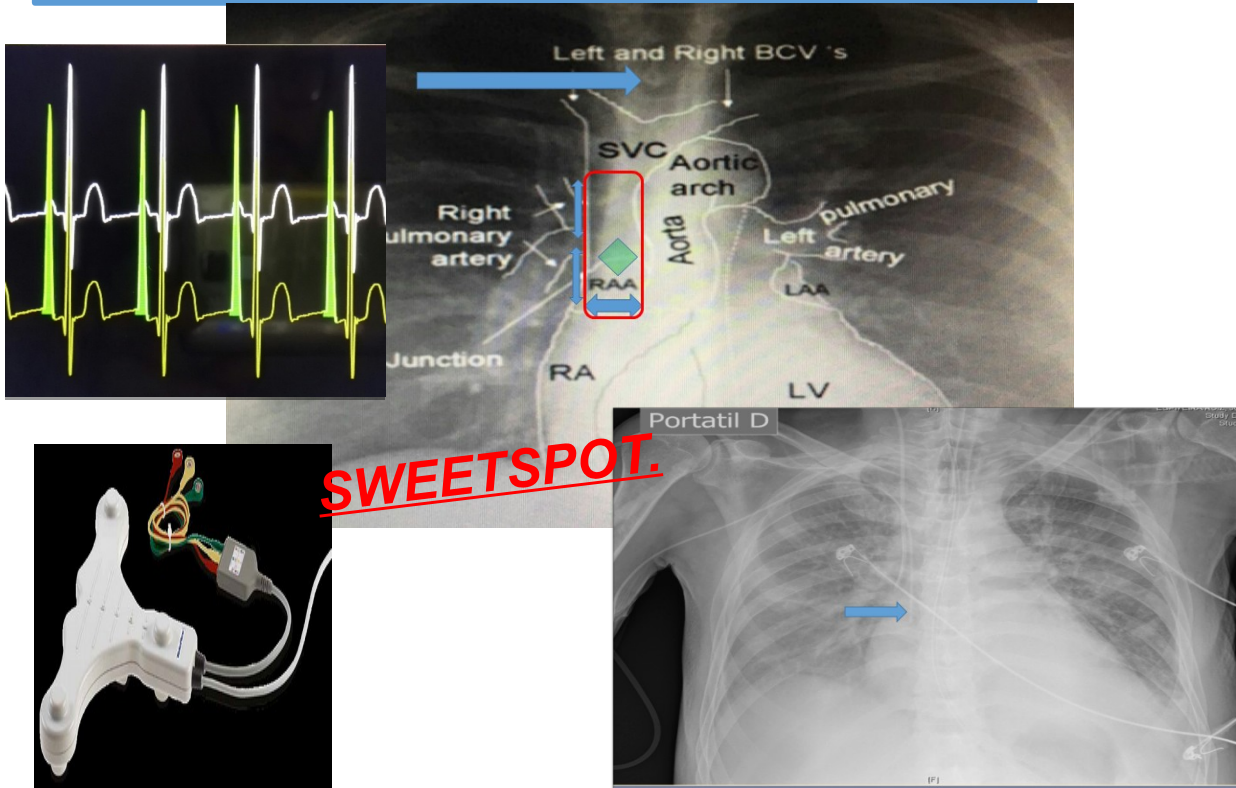 Left and Right BCV 's
SVC
Aortic
arch
Right
ulmonary
artery
Aorta
pulmonary
Left
artery
RAA
LAA
Junction
RA
LV
SWEETSPOT.
Portatil D
Study D
[F]